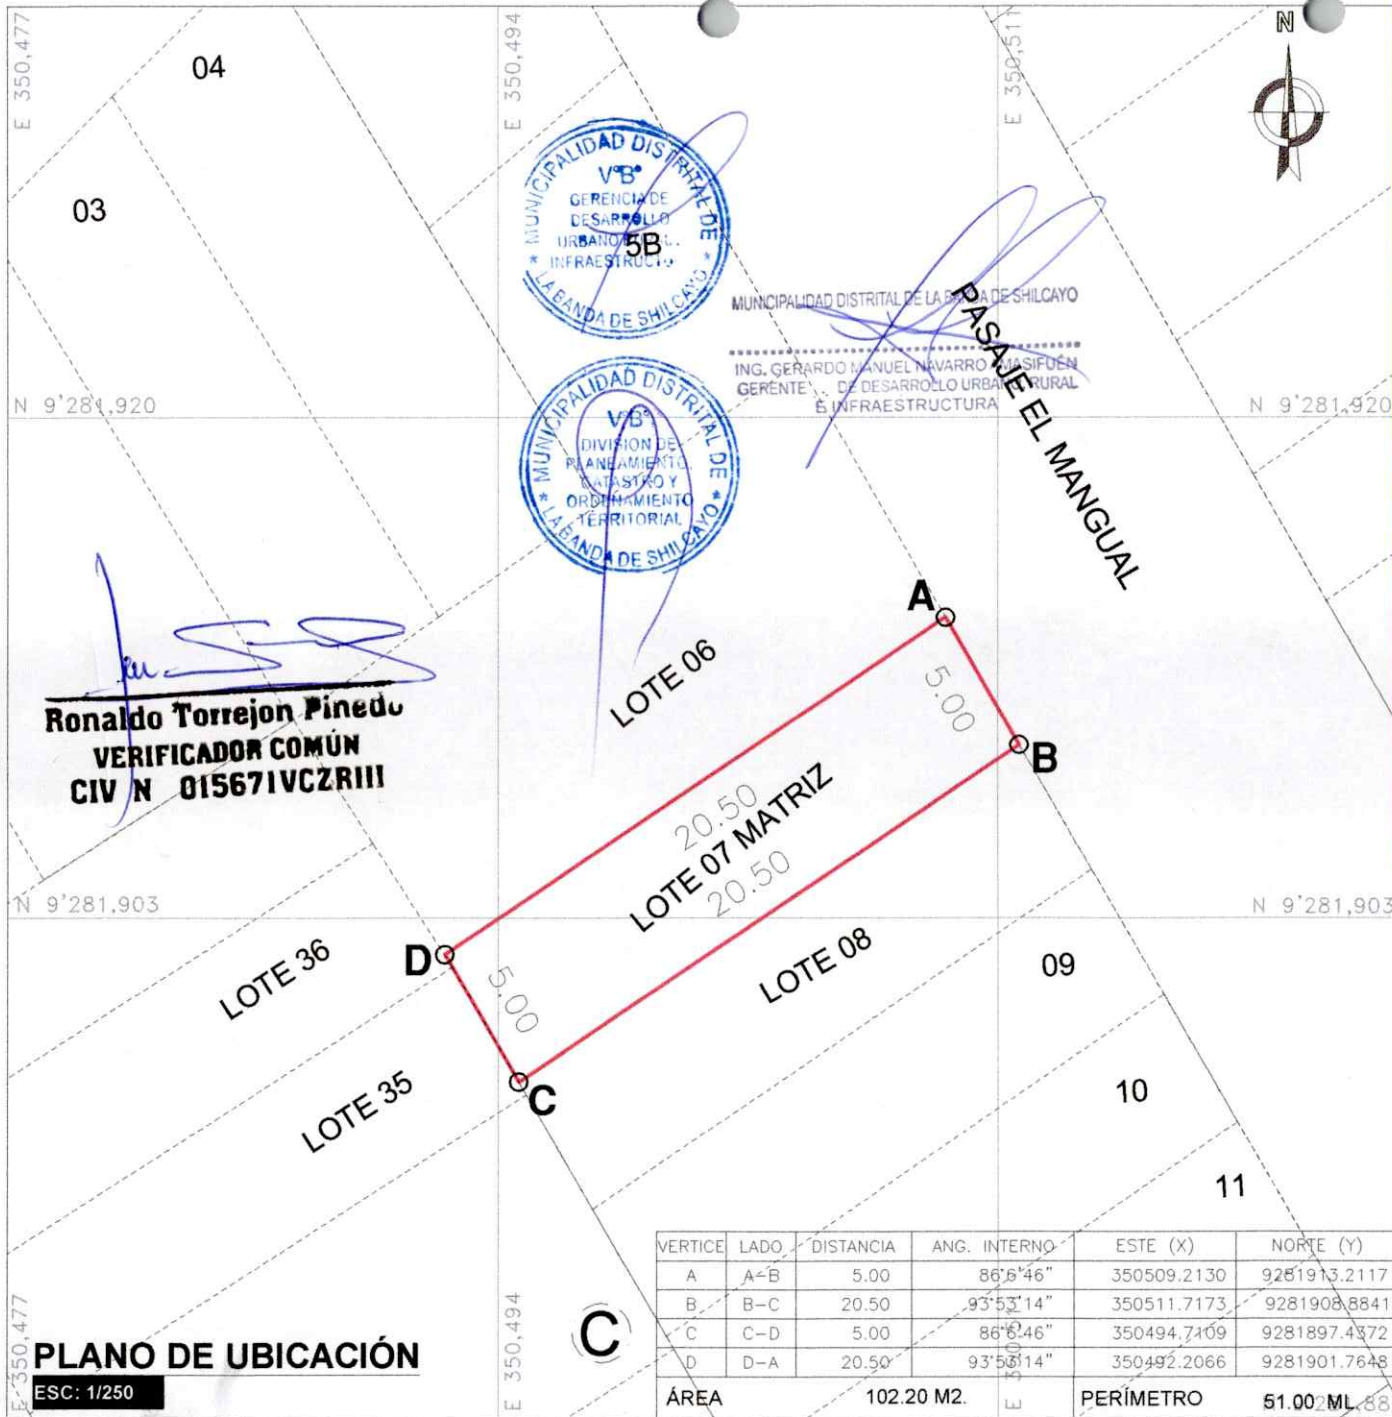 E 350,477
E 350,494
E 350,511
N
04
03
MUNICIPALIDAD DISTRITAL DE
V°B°
GERENCIA DE
DESARROLLO
URBANO
INFRAESTRUCTU
LA BANDA DE SHILCAYO
5B
MUNICIPALIDAD DISTRITAL DE LA BANDA DE SHILCAYO
ING. GERARDO MANUEL NAVARRO AMASIFUÉN
GERENTE DE DESARROLLO URBANO RURAL
E INFRAESTRUCTURA
PASAJE EL MANGUAL
N 9'281,920
N 9'281,920
MUNICIPALIDAD DISTRITAL DE
V°B°
DIVISION DE
PLANEAMIENTO,
CATASTRO Y
ORDENAMIENTO
TERRITORIAL
LA BANDA DE SHILCAYO
A
LOTE 06
5.00
Ronaldo Torrejon Pinedo
VERIFICADOR COMÚN
CIV N 015671VCZRIII
B
20.50
LOTE 07 MATRIZ
20.50
N 9'281,903
N 9'281,903
LOTE 36
D
5.00
LOTE 08
09
LOTE 35
C
10
11
C
VERTICE LADO DISTANCIA ANG. INTERNO ESTE (X) NORTE (Y)
A A-B 5.00 86°6'46" 350509.2130 9281913.2117
B B-C 20.50 93°53'14" 350511.7173 9281908.8841
C C-D 5.00 86°6'46" 350494.7109 9281897.4372
D D-A 20.50 93°53'14" 350492.2066 9281901.7648
ÁREA 102.20 M2. PERÍMETRO 51.00 ML.
E 350,477
E 350,494
PLANO DE UBICACIÓN
ESC: 1/250